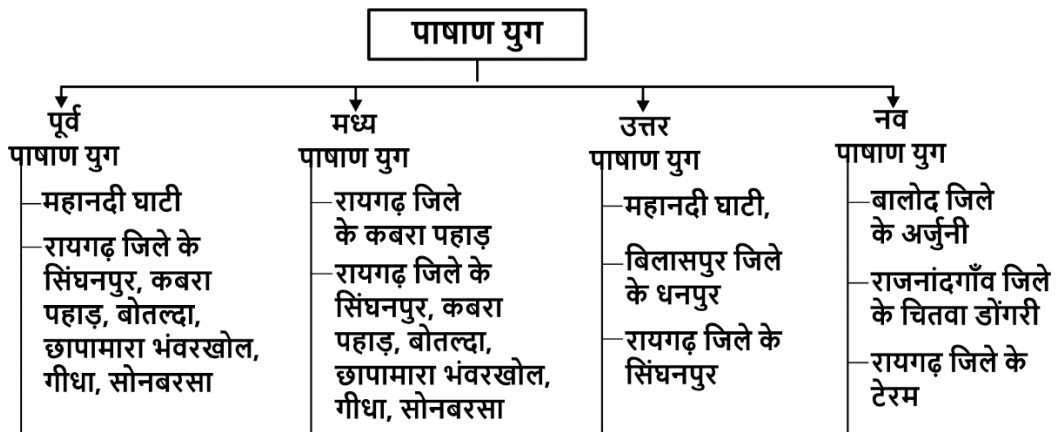 पाषाण युग
पूर्व
पाषाण युग
महानदी घाटी
रायगढ़ जिले के
सिंघनपुर, कबरा
पहाड़, बोतल्दा,
छापामारा भंवरखोल,
गीधा, सोनबरसा
मध्य
पाषाण युग
रायगढ़ जिले
के कबरा पहाड़
रायगढ़ जिले के
सिंघनपुर, कबरा
पहाड़, बोतल्दा,
छापामारा भंवरखोल,
गीधा, सोनबरसा
उत्तर
पाषाण युग
महानदी घाटी,
बिलासपुर जिले
के धनपुर
रायगढ़ जिले के
सिंघनपुर
नव
पाषाण युग
बालोद जिले
के अर्जुनी
राजनांदगाँव जिले
के चितवा डोंगरी
रायगढ़ जिले के
टेरम